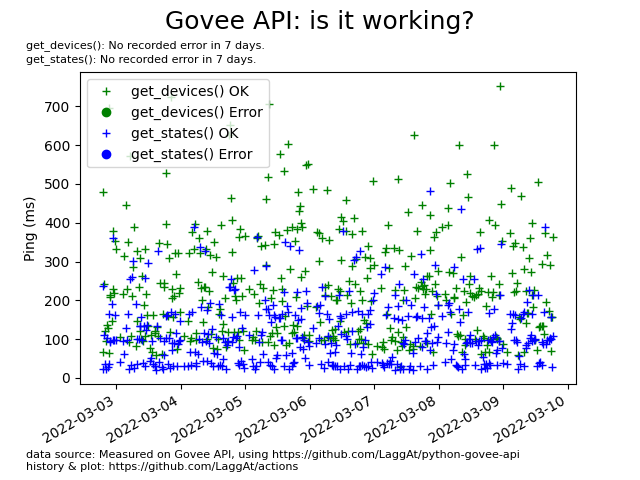 Govee API: is it working?
get_devices(): No recorded error in 7 days.
get_states(): No recorded error in 7 days.
get_devices() OK
get_devices() Error
get_states() OK
get_states() Error
Ping (ms)
700
600
500
400
300
200
100
0
2022-03-03
2022-03-04
2022-03-05
2022-03-06
2022-03-07
2022-03-08
2022-03-09
2022-03-10
data source: Measured on Govee API, using https://github.com/LaggAt/python-govee-api
history & plot: https://github.com/LaggAt/actions